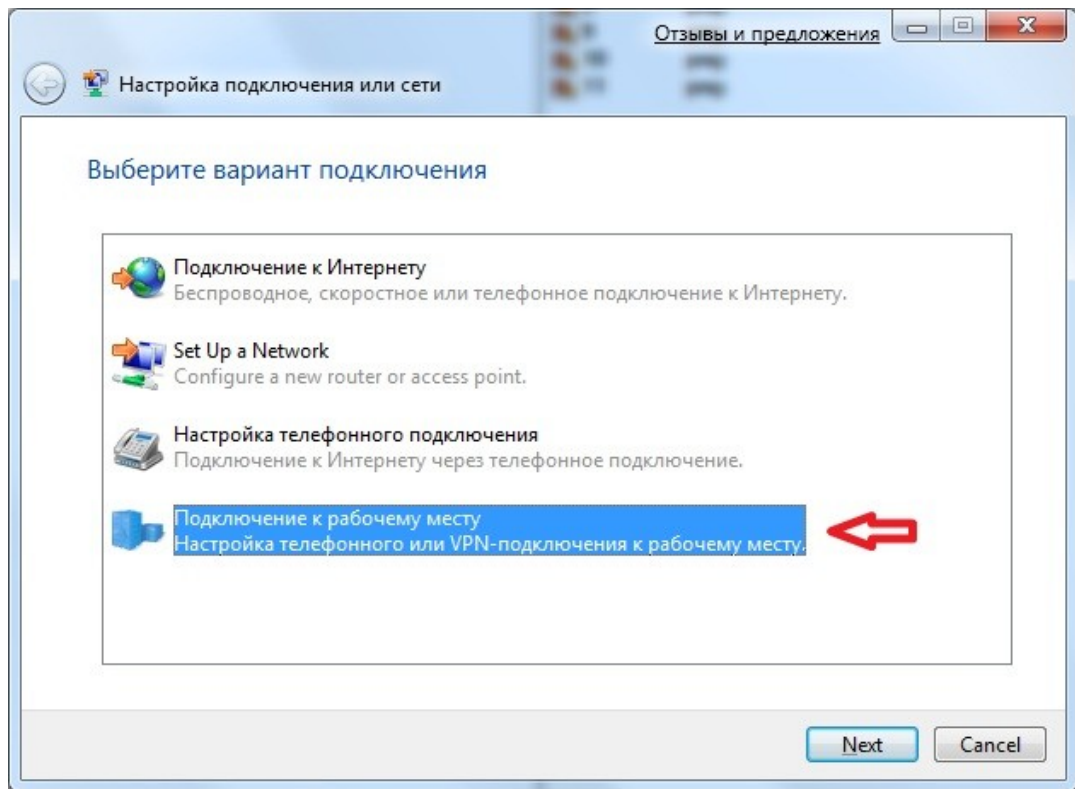 Отзывы и предложения
Настройка подключения или сети
Выберите вариант подключения
Подключение к Интернету
Беспроводное, скоростное или телефонное подключение к Интернету.
Set Up a Network
Configure a new router or access point.
Настройка телефонного подключения
Подключение к Интернету через телефонное подключение.
Подключение к рабочему месту
Настройка телефонного или VPN-подключения к рабочему месту.
Next
Cancel